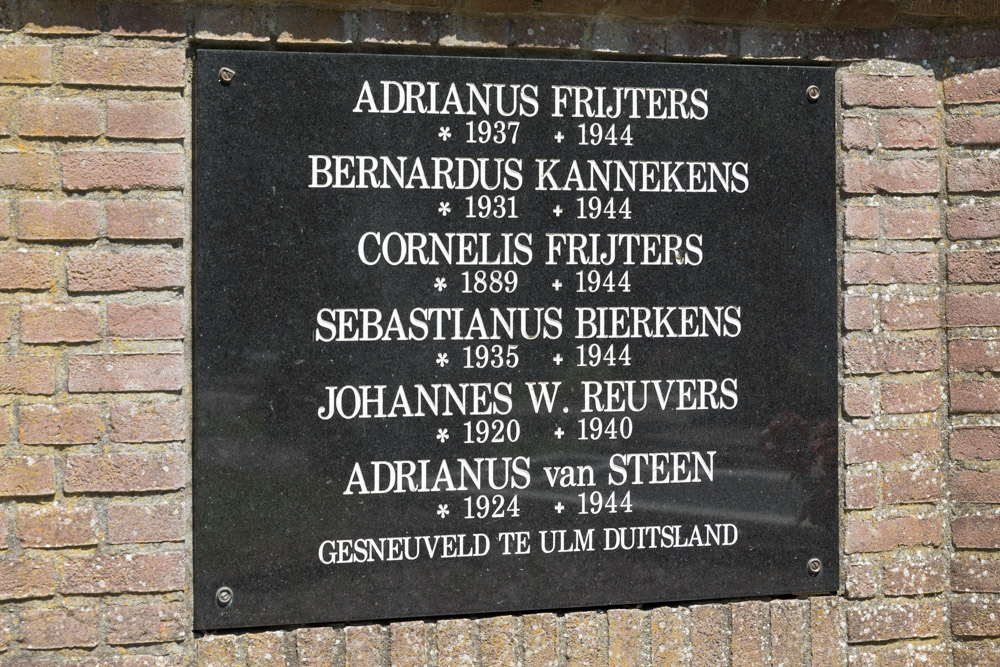 ADRIANUS FRIJTERS
* 1937 + 1944
BERNARDUS KANNEKENS
* 1931 + 1944
CORNELIS FRIJTERS
* 1889 + 1944
SEBASTIANUS BIERKENS
* 1935 + 1944
JOHANNES W. REUVERS
* 1920 + 1940
ADRIANUS van STEEN
* 1924 + 1944
GESNEUVELD TE ULM DUITSLAND